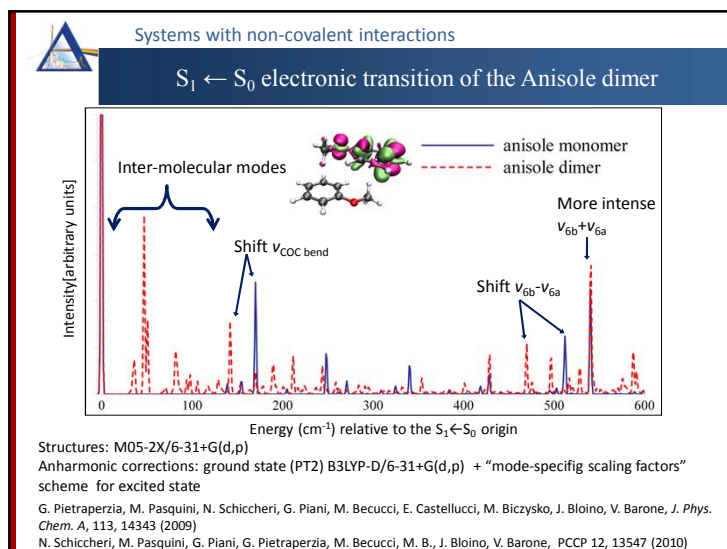 Systems with non-covalent interactions
S₁ ← S₀ electronic transition of the Anisole dimer
anisole monomer
anisole dimer
Inter-molecular modes
More intense
ν6b+ν6a
Shift νCOC bend
Shift ν6b-ν6a
Intensity[arbitrary units]
0 100 200 300 400 500 600
Energy (cm⁻¹) relative to the S₁←S₀ origin
Structures: M05-2X/6-31+G(d,p)
Anharmonic corrections: ground state (PT2) B3LYP-D/6-31+G(d,p) + “mode-specifig scaling factors”
scheme for excited state
G. Pietraperzia, M. Pasquini, N. Schiccheri, G. Piani, M. Becucci, E. Castellucci, M. Biczysko, J. Bloino, V. Barone, J. Phys.
Chem. A, 113, 14343 (2009)
N. Schiccheri, M. Pasquini, G. Piani, G. Pietraperzia, M. Becucci, M. B., J. Bloino, V. Barone, PCCP 12, 13547 (2010)